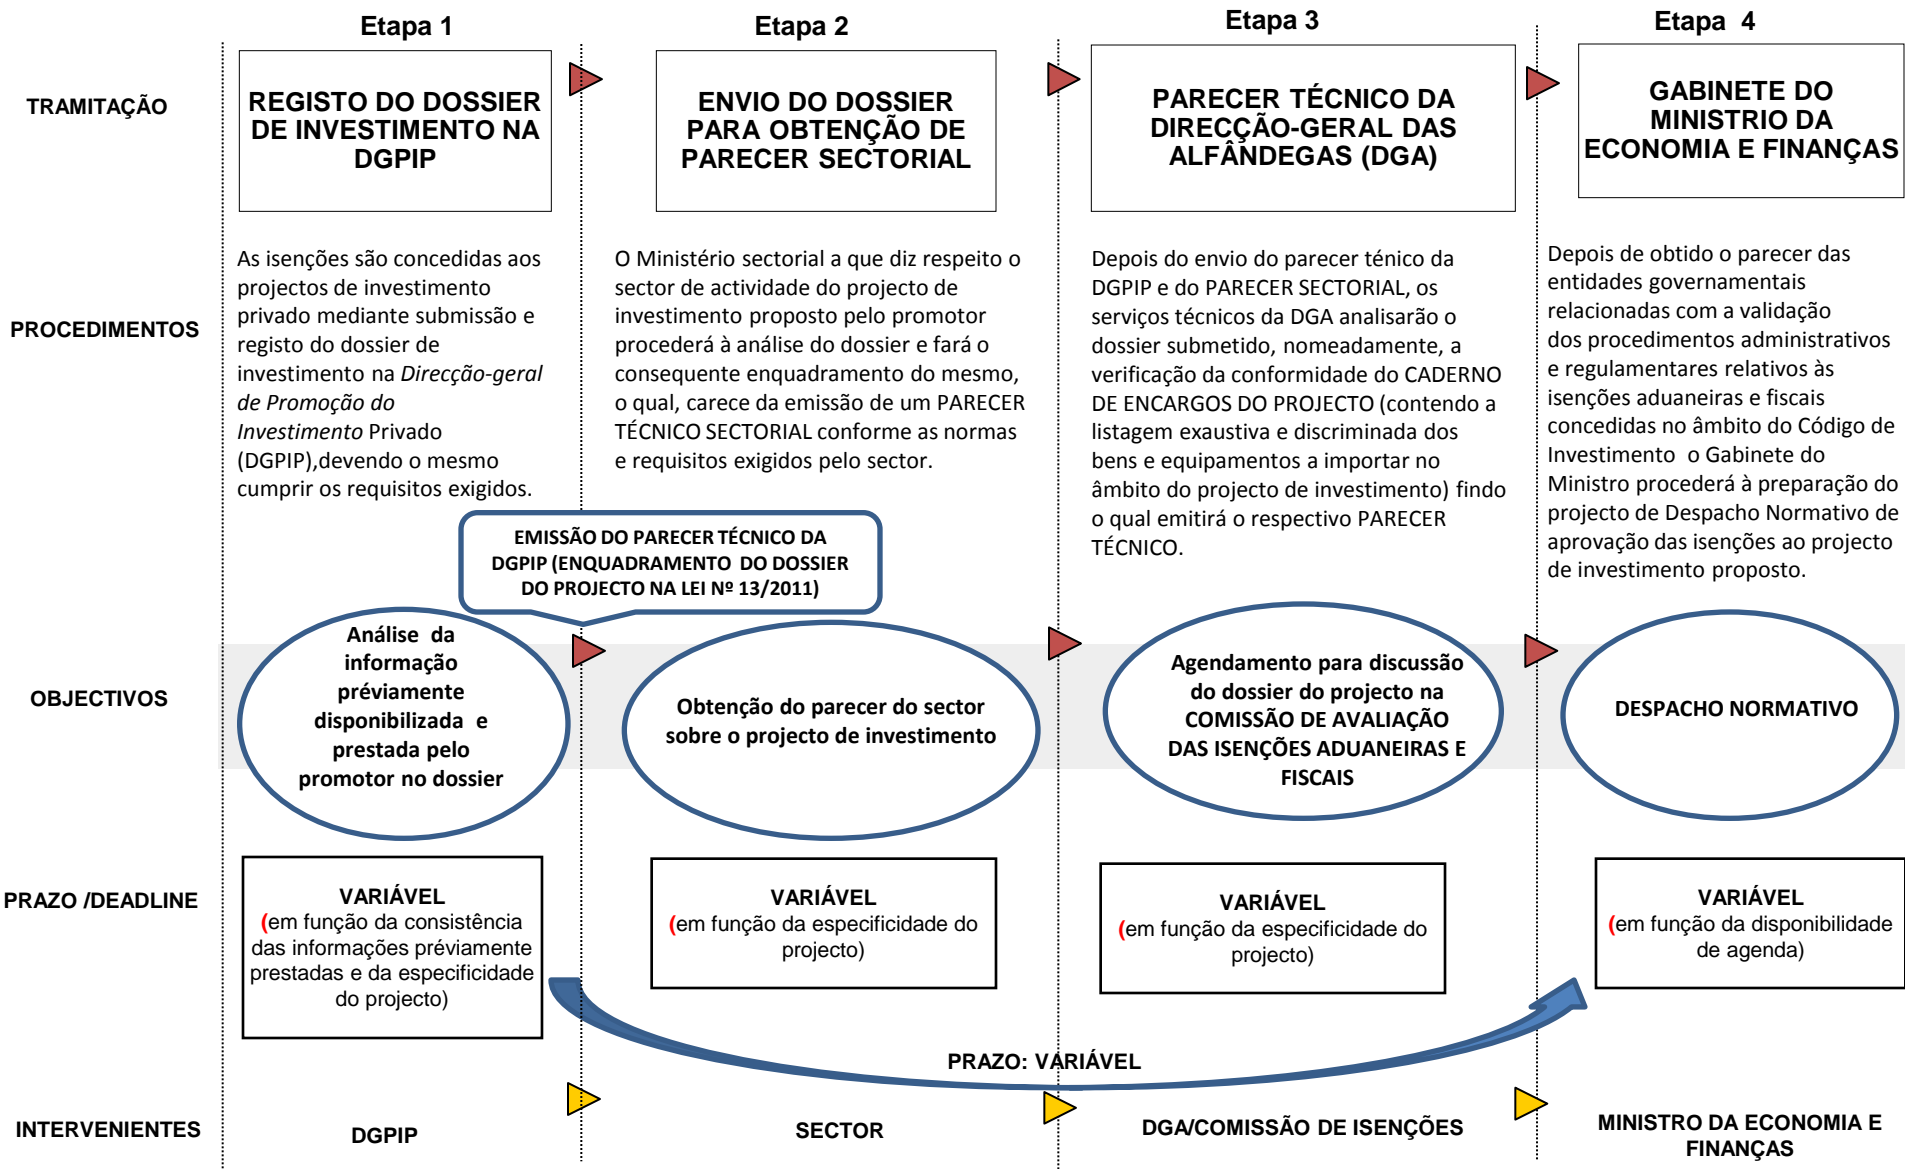 Etapa 1
Etapa 2
Etapa 3
Etapa 4
TRAMITAÇÃO
REGISTO DO DOSSIER
DE INVESTIMENTO NA
DGPIP
ENVIO DO DOSSIER
PARA OBTENÇÃO DE
PARECER SECTORIAL
PARECER TÉCNICO DA
DIRECÇÃO-GERAL DAS
ALFÂNDEGAS (DGA)
GABINETE DO
MINISTRIO DA
ECONOMIA E FINANÇAS
PROCEDIMENTOS
As isenções são concedidas aos
projectos de investimento
privado mediante submissão e
registo do dossier de
investimento na Direcção-geral
de Promoção do
Investimento Privado
(DGPIP),devendo o mesmo
cumprir os requisitos exigidos.
O Ministério sectorial a que diz respeito o
sector de actividade do projecto de
investimento proposto pelo promotor
procederá à análise do dossier e fará o
consequente enquadramento do mesmo,
o qual, carece da emissão de um PARECER
TÉCNICO SECTORIAL conforme as normas
e requisitos exigidos pelo sector.
Depois do envio do parecer ténico da
DGPIP e do PARECER SECTORIAL, os
serviços técnicos da DGA analisarão o
dossier submetido, nomeadamente, a
verificação da conformidade do CADERNO
DE ENCARGOS DO PROJECTO (contendo a
listagem exaustiva e discriminada dos
bens e equipamentos a importar no
âmbito do projecto de investimento) findo
o qual emitirá o respectivo PARECER
TÉCNICO.
Depois de obtido o parecer das
entidades governamentais
relacionadas com a validação
dos procedimentos administrativos
e regulamentares relativos às
isenções aduaneiras e fiscais
concedidas no âmbito do Código de
Investimento o Gabinete do
Ministro procederá à preparação do
projecto de Despacho Normativo de
aprovação das isenções ao projecto
de investimento proposto.
EMISSÃO DO PARECER TÉCNICO DA
DGPIP (ENQUADRAMENTO DO DOSSIER
DO PROJECTO NA LEI Nº 13/2011)
OBJECTIVOS
Análise da
informação
préviamente
disponibilizada e
prestada pelo
promotor no dossier
Obtenção do parecer do sector
sobre o projecto de investimento
Agendamento para discussão
do dossier do projecto na
COMISSÃO DE AVALIAÇÃO
DAS ISENÇÕES ADUANEIRAS E
FISCAIS
DESPACHO NORMATIVO
PRAZO /DEADLINE
VARIÁVEL
(em função da consistência
das informações préviamente
prestadas e da especificidade
do projecto)
VARIÁVEL
(em função da especificidade do
projecto)
VARIÁVEL
(em função da especificidade do
projecto)
VARIÁVEL
(em função da disponibilidade
de agenda)
PRAZO: VARIÁVEL
INTERVENIENTES
DGPIP
SECTOR
DGA/COMISSÃO DE ISENÇÕES
MINISTRO DA ECONOMIA E
FINANÇAS